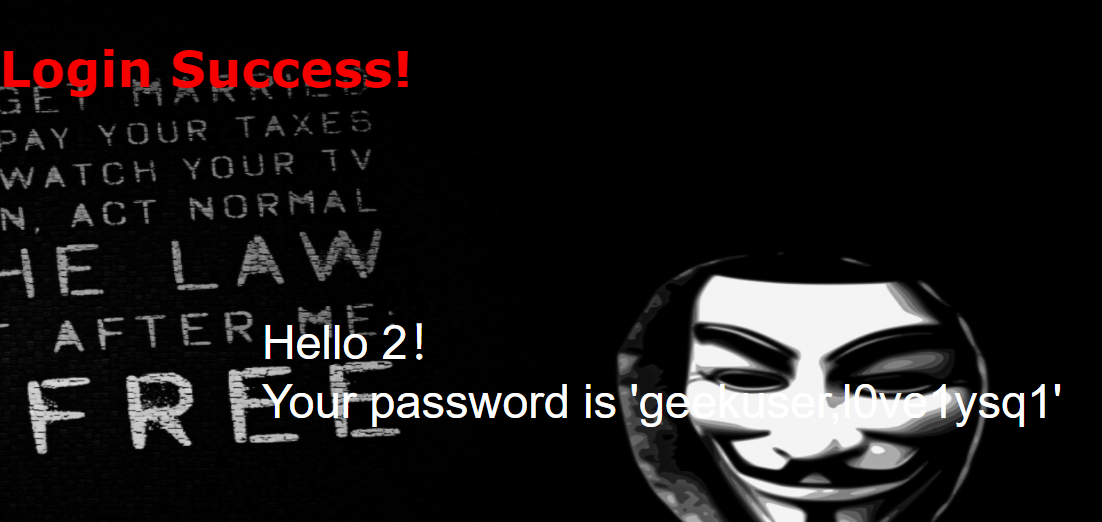 Login Success!
GET MARRIED
PAY YOUR TAXES
WATCH YOUR TV
N, ACT NORMAL
HE LAW
AFTER ME:
FREE
Hello 2！
Your password is 'geekuser,l0ve1ysq1'